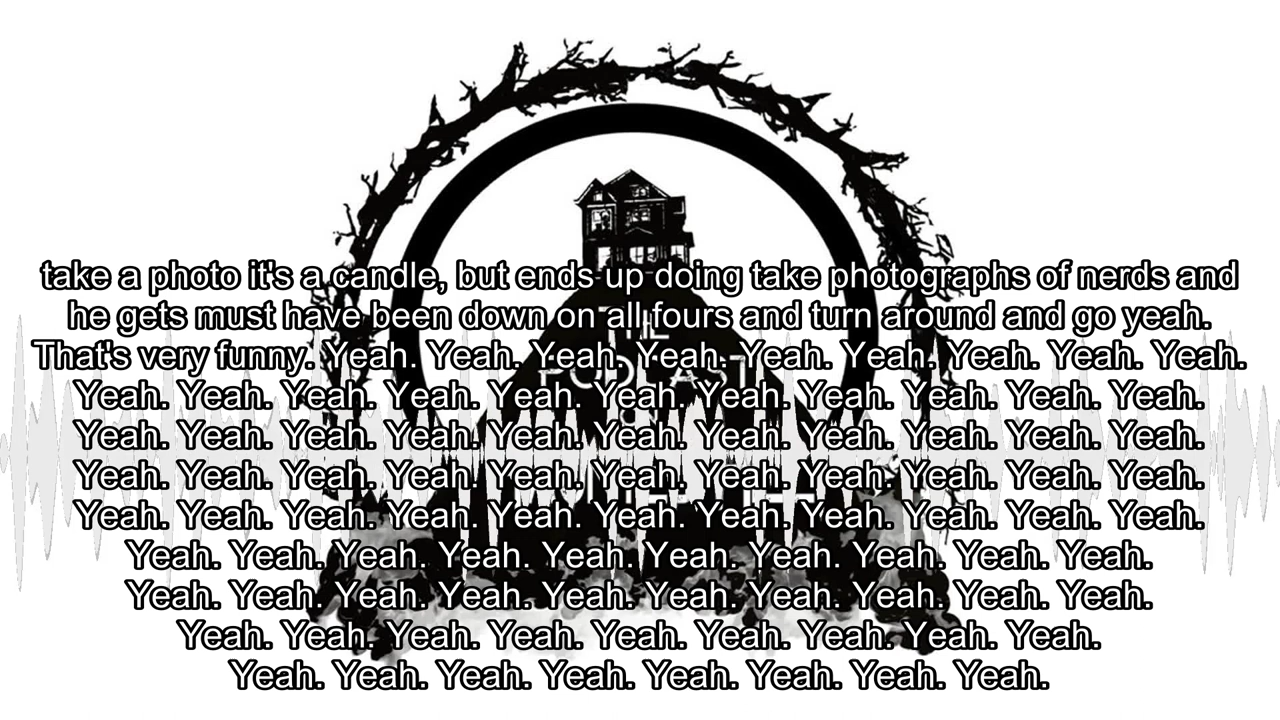 take a photo it's a candle, but ends up doing take photographs of nerds and
he gets must have been down on all fours and turn around and go yeah.
That's very funny. Yeah. Yeah. Yeah. Yeah. Yeah. Yeah. Yeah. Yeah. Yeah.
Yeah. Yeah. Yeah. Yeah. Yeah. Yeah. Yeah. Yeah. Yeah. Yeah. Yeah.
Yeah. Yeah. Yeah. Yeah. Yeah. Yeah. Yeah. Yeah. Yeah. Yeah. Yeah.
Yeah. Yeah. Yeah. Yeah. Yeah. Yeah. Yeah. Yeah. Yeah. Yeah. Yeah.
Yeah. Yeah. Yeah. Yeah. Yeah. Yeah. Yeah. Yeah. Yeah. Yeah. Yeah.
Yeah. Yeah. Yeah. Yeah. Yeah. Yeah. Yeah. Yeah. Yeah. Yeah.
Yeah. Yeah. Yeah. Yeah. Yeah. Yeah. Yeah. Yeah. Yeah. Yeah.
Yeah. Yeah. Yeah. Yeah. Yeah. Yeah. Yeah. Yeah. Yeah.
Yeah. Yeah. Yeah. Yeah. Yeah. Yeah. Yeah. Yeah.
PODCAST